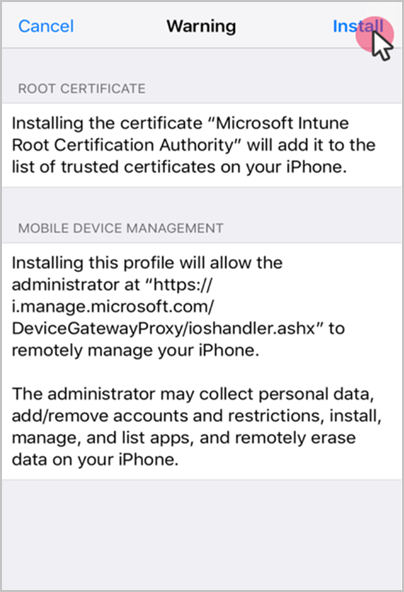 Cancel Warning Install
ROOT CERTIFICATE
Installing the certificate “Microsoft Intune
Root Certification Authority” will add it to the
list of trusted certificates on your iPhone.
MOBILE DEVICE MANAGEMENT
Installing this profile will allow the
administrator at “https://
i.manage.microsoft.com/
DeviceGatewayProxy/ioshandler.ashx” to
remotely manage your iPhone.
The administrator may collect personal data,
add/remove accounts and restrictions, install,
manage, and list apps, and remotely erase
data on your iPhone.